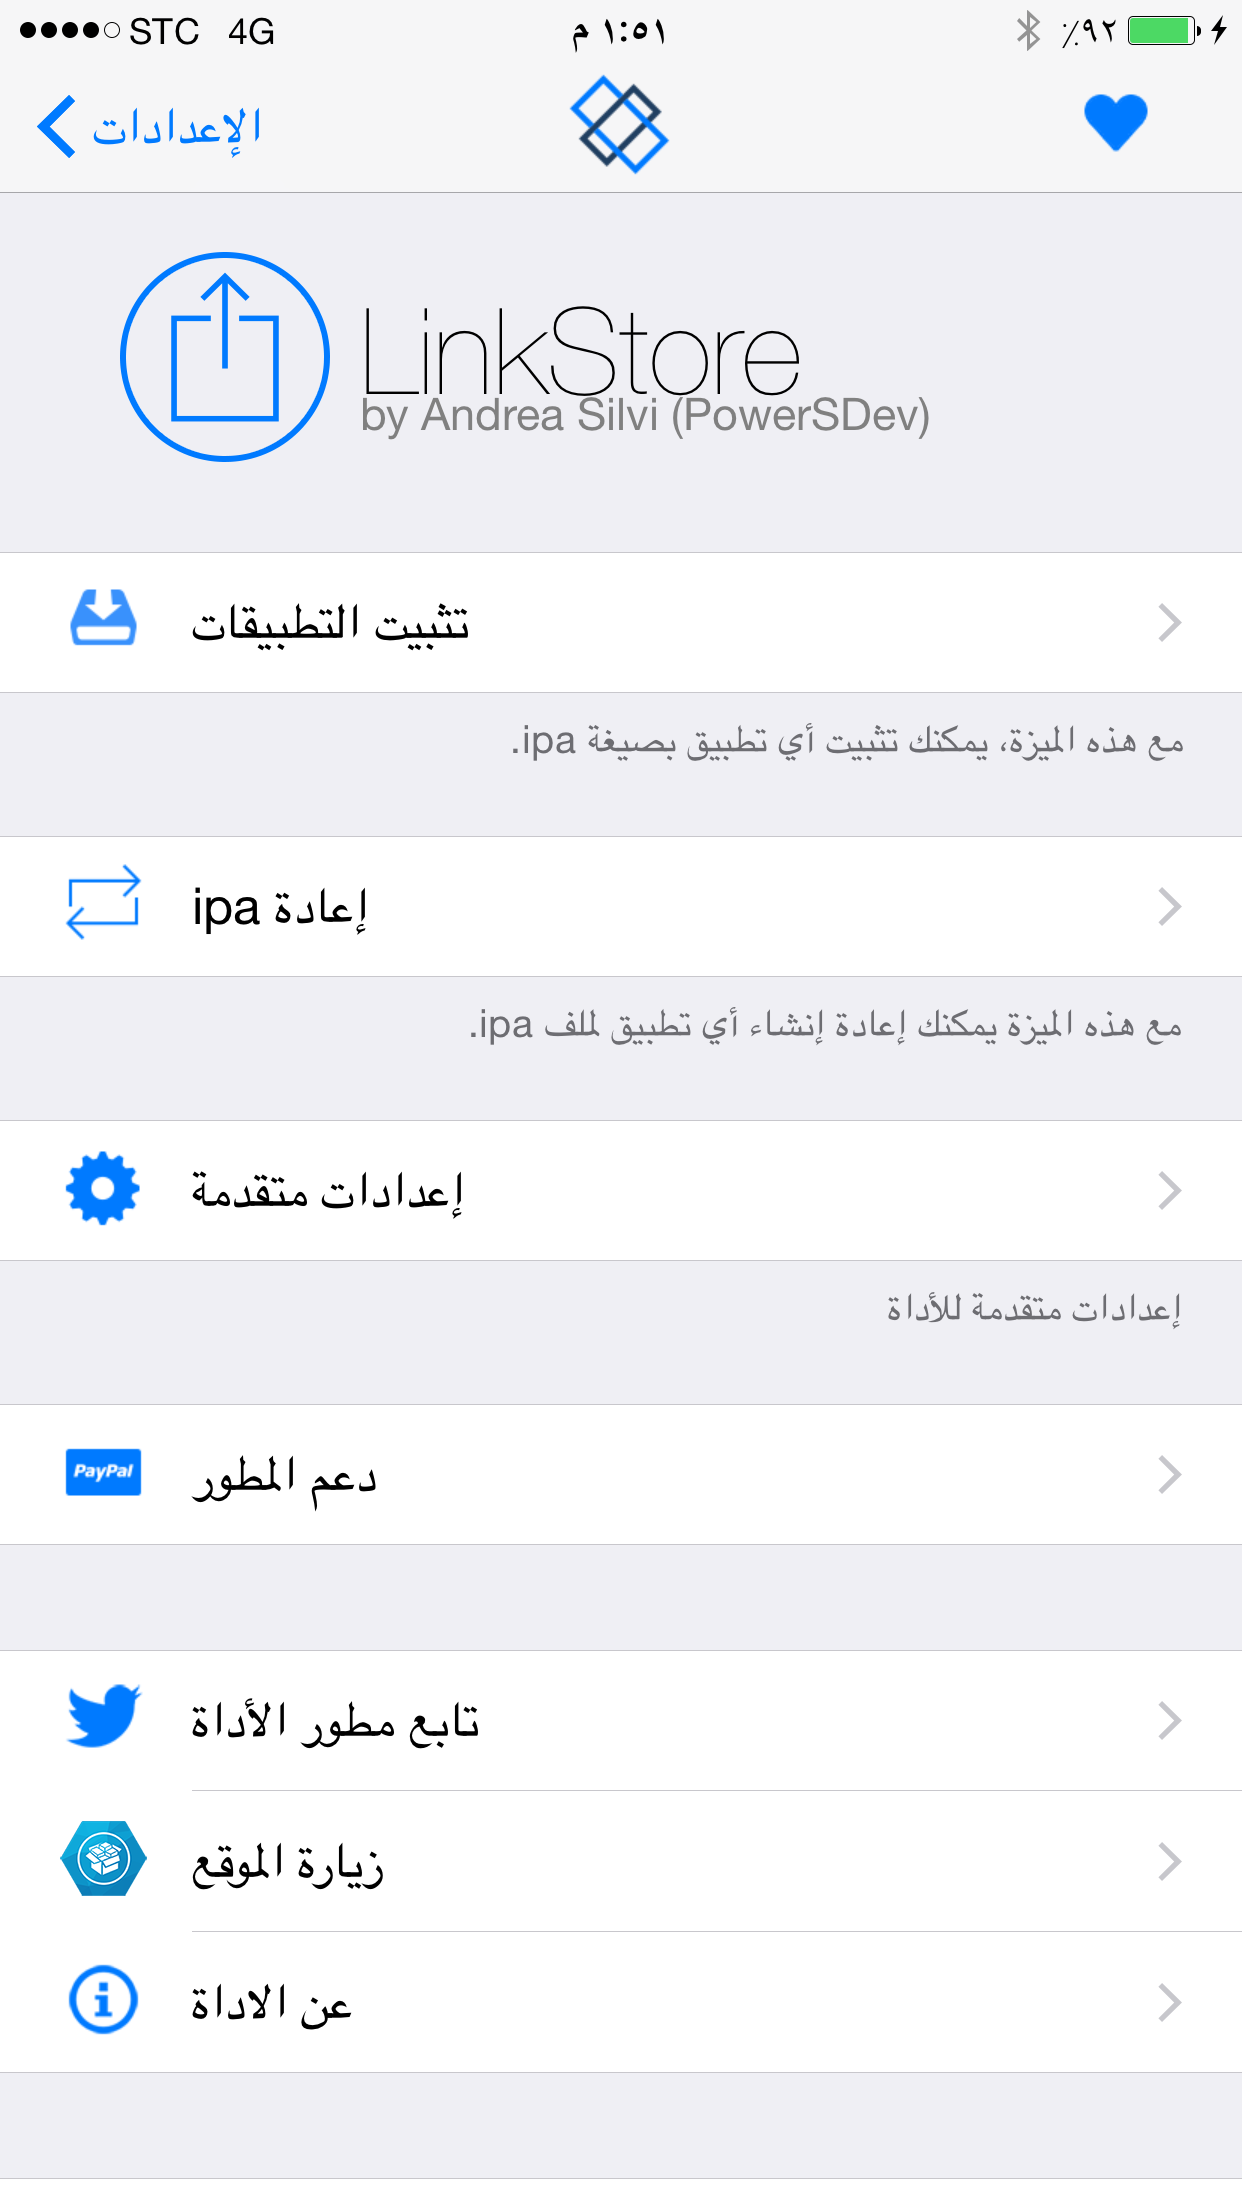 STC 4G
١:٥١ م
٪٩٢
الإعدادات
LinkStore
by Andrea Silvi (PowerSDev)
تثبيت التطبيقات
مع هذه الميزة، يمكنك تثبيت أي تطبيق بصيغة ipa.
إعادة ipa
مع هذه الميزة يمكنك إعادة إنشاء أي تطبيق لملف ipa.
إعدادات متقدمة
إعدادات متقدمة للأداة
PayPal
دعم المطور
تابع مطور الأداة
زيارة الموقع
عن الاداة